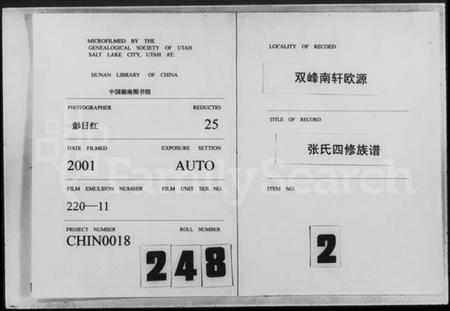 MICROFILMED BY THE
GENEALOGICAL SOCIETY OF UTAH
SALT LAKE CITY, UTAH AT:
HUNAN LIBRARY OF CHINA
中国湖南图书馆
PHOTOGRAPHER REDUCTIO
彭日红 25
DATE FILMED EXPOSURE SETTION
2001 AUTO
FILM EMULSION NUMBER FILM UNIT SER. NO.
220—11
PROJECT NUMBER ROLL NUMBER
CHIN0018 248
LOCALITY OF RECOED
双峰南轩欧源
TITLE OF RECORD
张氏四修族谱
ITEM NO.
2
FamilySearch